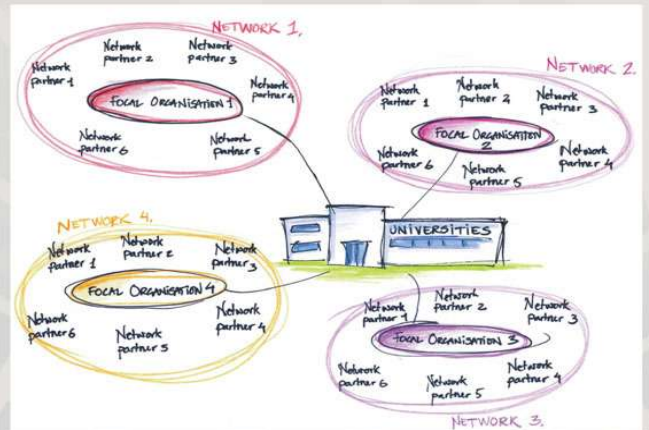 NETWORK 1.
Network
partner 1
Network
partner 2
Network
partner 3
Network
partner 4
FOCAL ORGANISATION 1
Network
partner 6
Network
partner 5
NETWORK 2.
Network
partner 1
Network
partner 2
Network
partner 3
FOCAL ORGANISATION
2
Network
partner 4
Network
partner 6
Network
partner 5
UNIVERSITIES
NETWORK 4.
Network
partner 1
Network
partner 2
Network
partner 3
FOCAL ORGANISATION 4
Network
partner 6
Network
partner 5
Network
partner 4
Network
partner 1
Network
partner 2
Network
partner 3
FOCAL ORGANISATION 3
Network
partner 6
Network
partner 5
Network
partner 4
NETWORK 3.